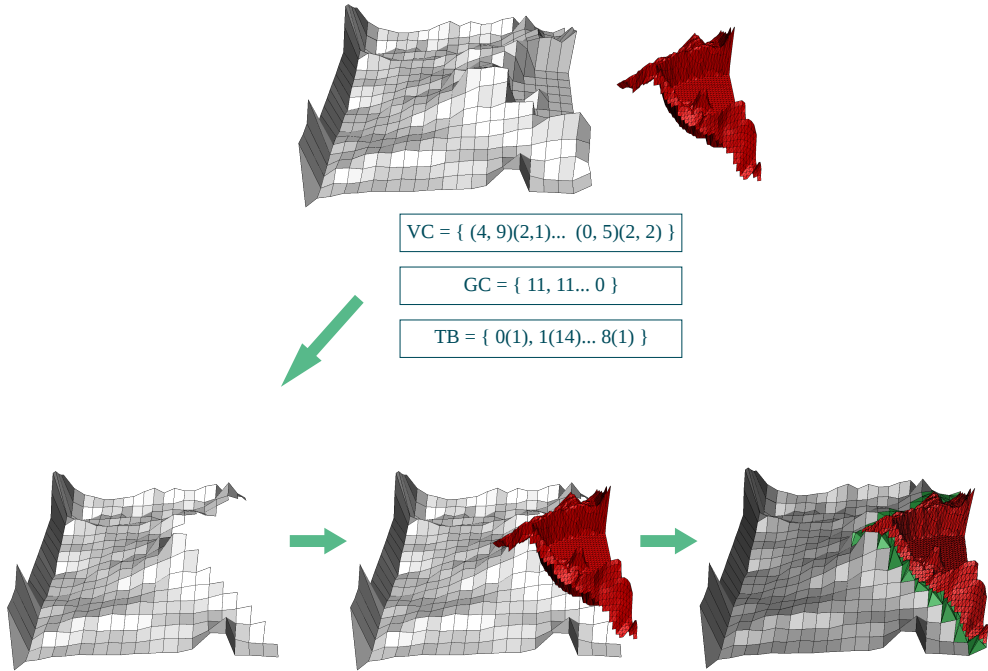 VC = { (4, 9)(2,1)... (0, 5)(2, 2) }
GC = { 11, 11... 0 }
TB = { 0(1), 1(14)... 8(1) }